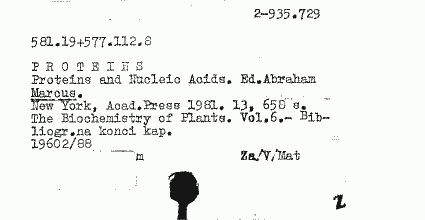 2-935.729
581.19+577.112.8
P R O T E I N S
Proteins and Nucleic Acids. Ed.Abraham
Marcus.
New York, Acad.Press 1981. 13, 658 s.
The Biochemistry of Plants. Vol.6.- Bib-
liogr.na konci kap.
19602/88
m Za/V/Mat
z